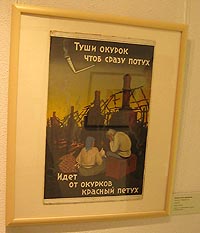 Туши окурок
чтоб сразу потух
Идет
от окурков
красный петух